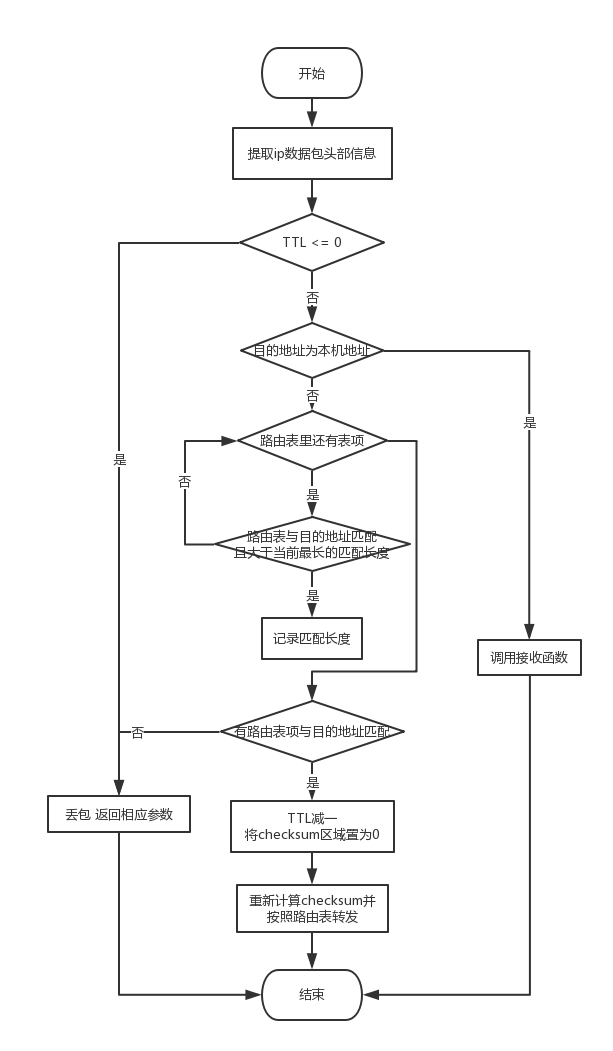 开始
提取ip数据包头部信息
TTL <= 0
否
目的地址为本机地址
否
是
路由表里还有表项
是
否
是
路由表与目的地址匹配
且大于当前最长的匹配长度
是
记录匹配长度
调用接收函数
有路由表项与目的地址匹配
否
是
丢包 返回相应参数
TTL减一
将checksum区域置为0
重新计算checksum并
按照路由表转发
结束